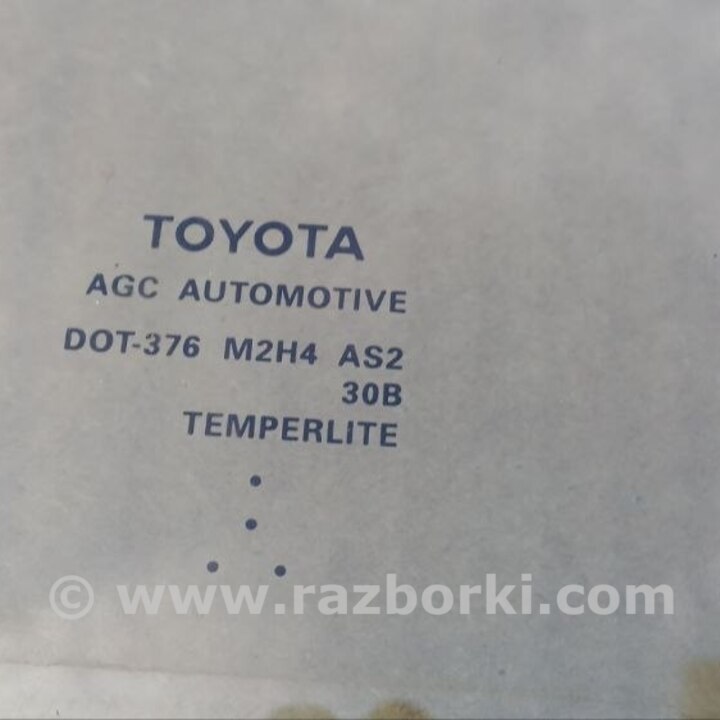 TOYOTA
AGC AUTOMOTIVE
DOT-376 M2H4 AS2
30B
TEMPERLITE
© www.razborki.com